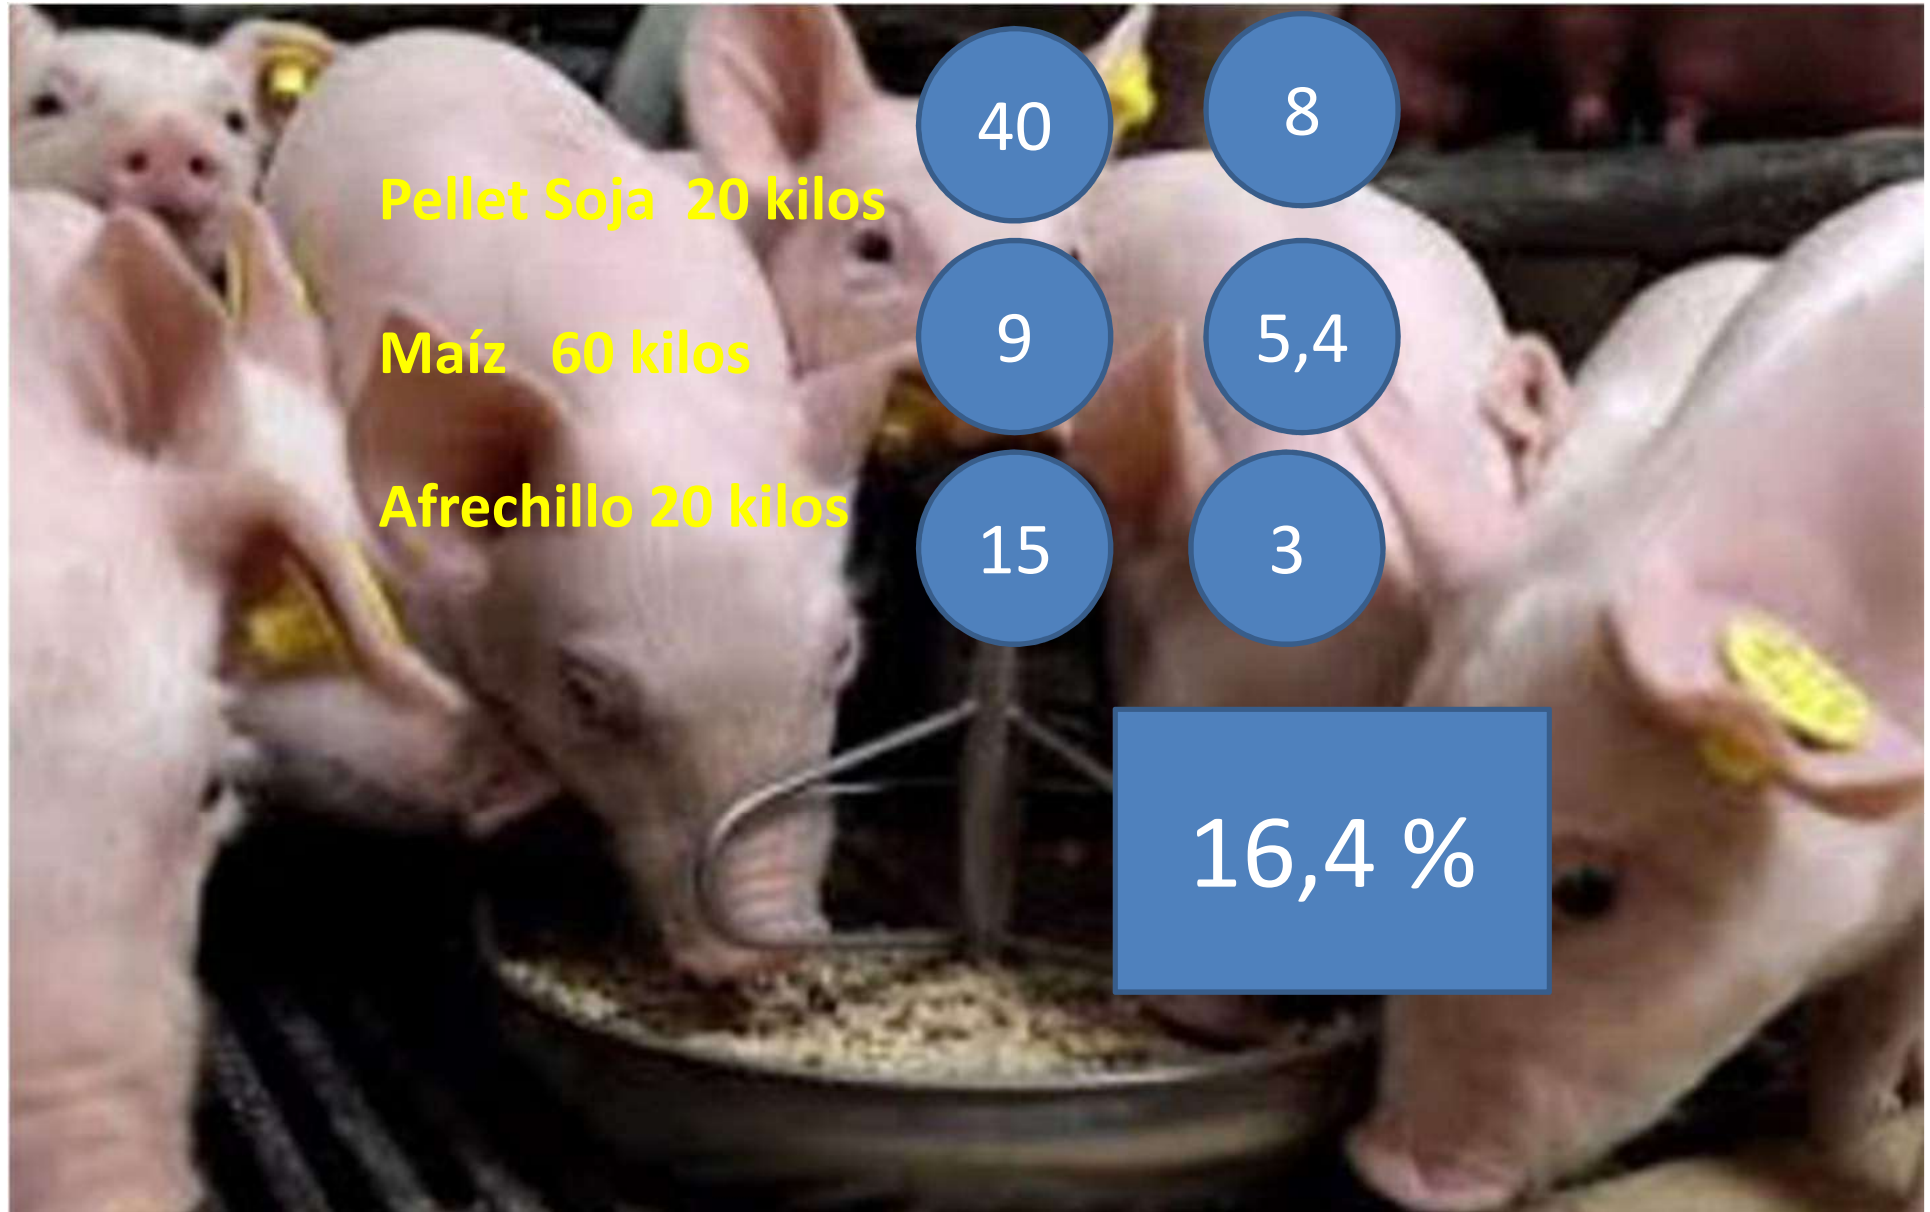 40 8
Pellet Soja 20 kilos
Maíz 60 kilos 9 5,4
Afrechillo 20 kilos 15 3
16,4 %